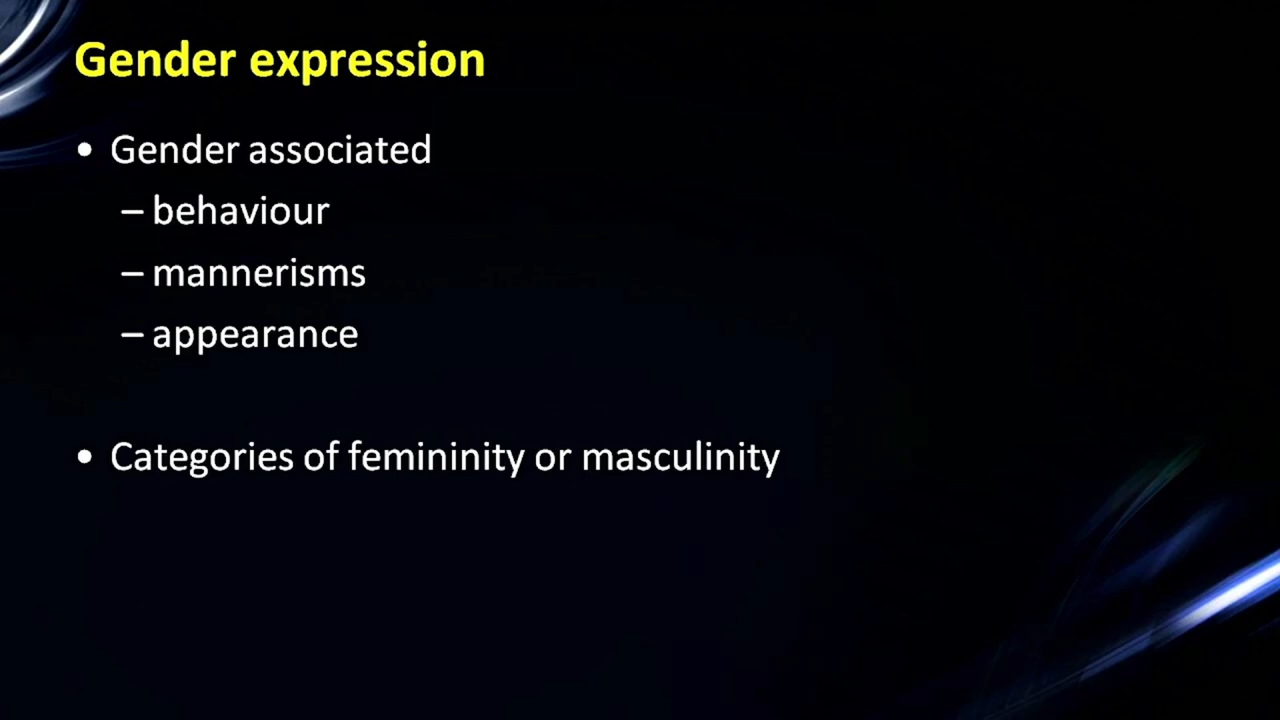 Gender expression
• Gender associated
– behaviour
– mannerisms
– appearance
• Categories of femininity or masculinity